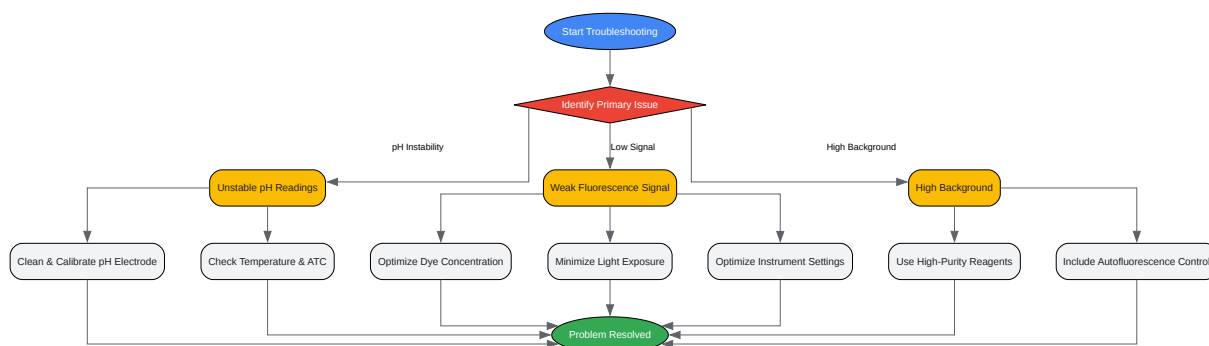 Start Troubleshooting
Identify Primary Issue
pH Instability
Low Signal
High Background
Unstable pH Readings
Weak Fluorescence Signal
High Background
Clean & Calibrate pH Electrode
Check Temperature & ATC
Optimize Dye Concentration
Minimize Light Exposure
Optimize Instrument Settings
Use High-Purity Reagents
Include Autofluorescence Control
Problem Resolved